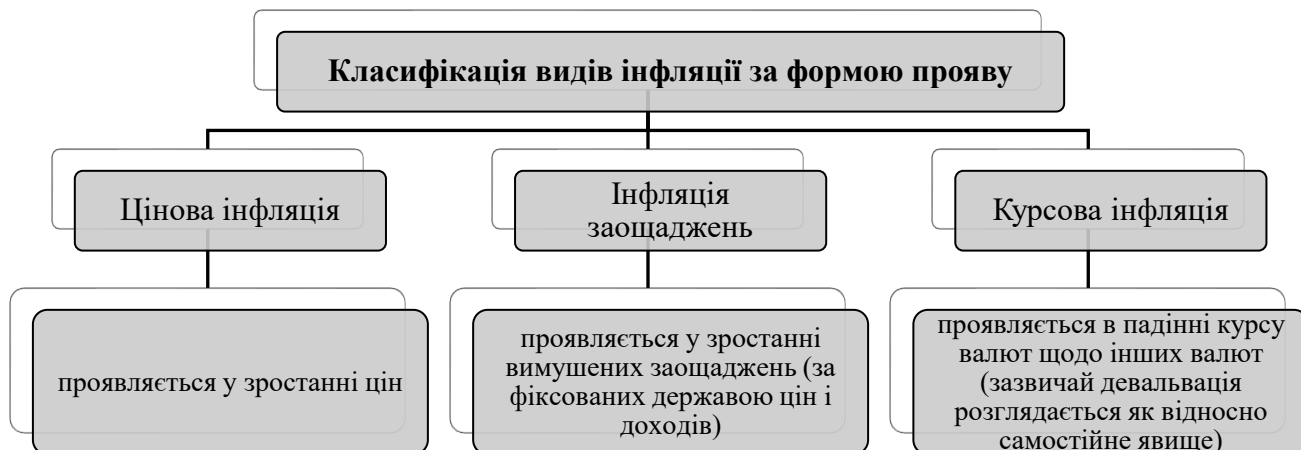 Класифікація видів інфляції за формою прояву
Цінова інфляція
проявляється у зростанні цін
Інфляція
заощаджень
проявляється у зростанні
вимушених заощаджень (за
фіксованих державою цін і
доходів)
Курсова інфляція
проявляється в падінні курсу
валют щодо інших валют
(зазвичай девальвація
розглядається як відносно
самостійне явище)